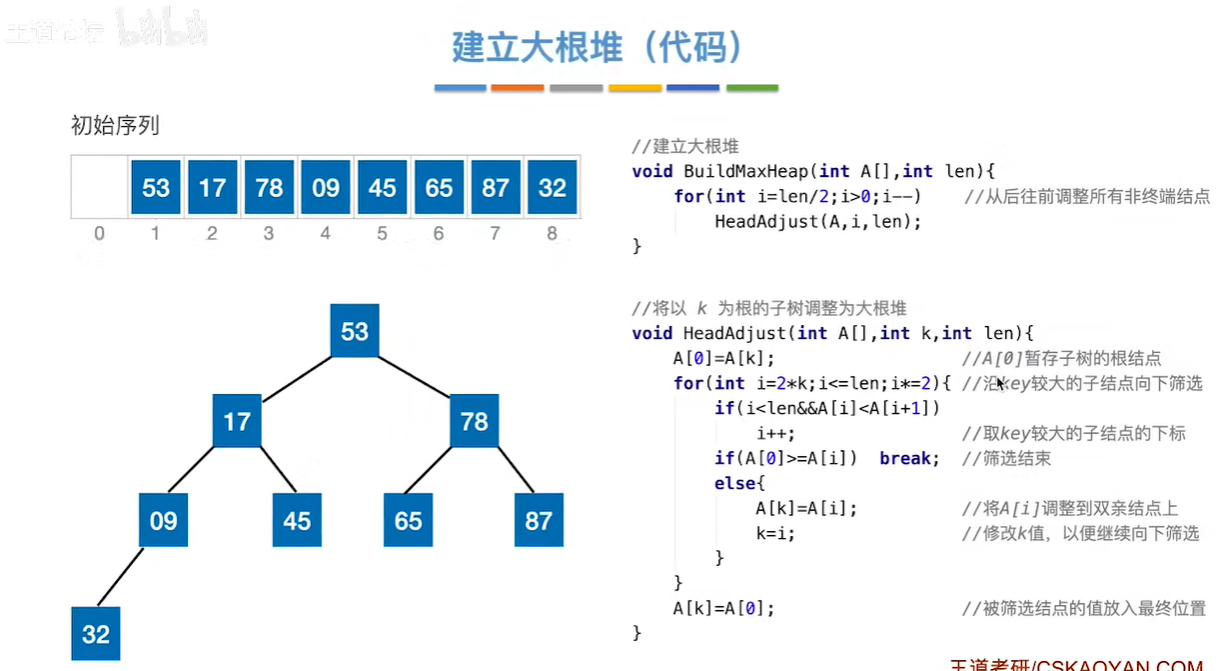 王道论坛 bilibili
建立大根堆（代码）
初始序列
53 17 78 09 45 65 87 32
0 1 2 3 4 5 6 7 8
53
17 78
09 45 65 87
32
//建立大根堆
void BuildMaxHeap(int A[],int len){
for(int i=len/2;i>0;i--) //从后往前调整所有非终端结点
HeadAdjust(A,i,len);
}
//将以 k 为根的子树调整为大根堆
void HeadAdjust(int A[],int k,int len){
A[0]=A[k]; //A[0]暂存子树的根结点
for(int i=2*k;i<=len;i*=2){ //沿key较大的子结点向下筛选
if(i<len&&A[i]<A[i+1])
i++; //取key较大的子结点的下标
if(A[0]>=A[i]) break; //筛选结束
else{
A[k]=A[i]; //将A[i]调整到双亲结点上
k=i; //修改k值，以便继续向下筛选
}
}
A[k]=A[0]; //被筛选结点的值放入最终位置
}
王道考研/CSKAOYAN.COM